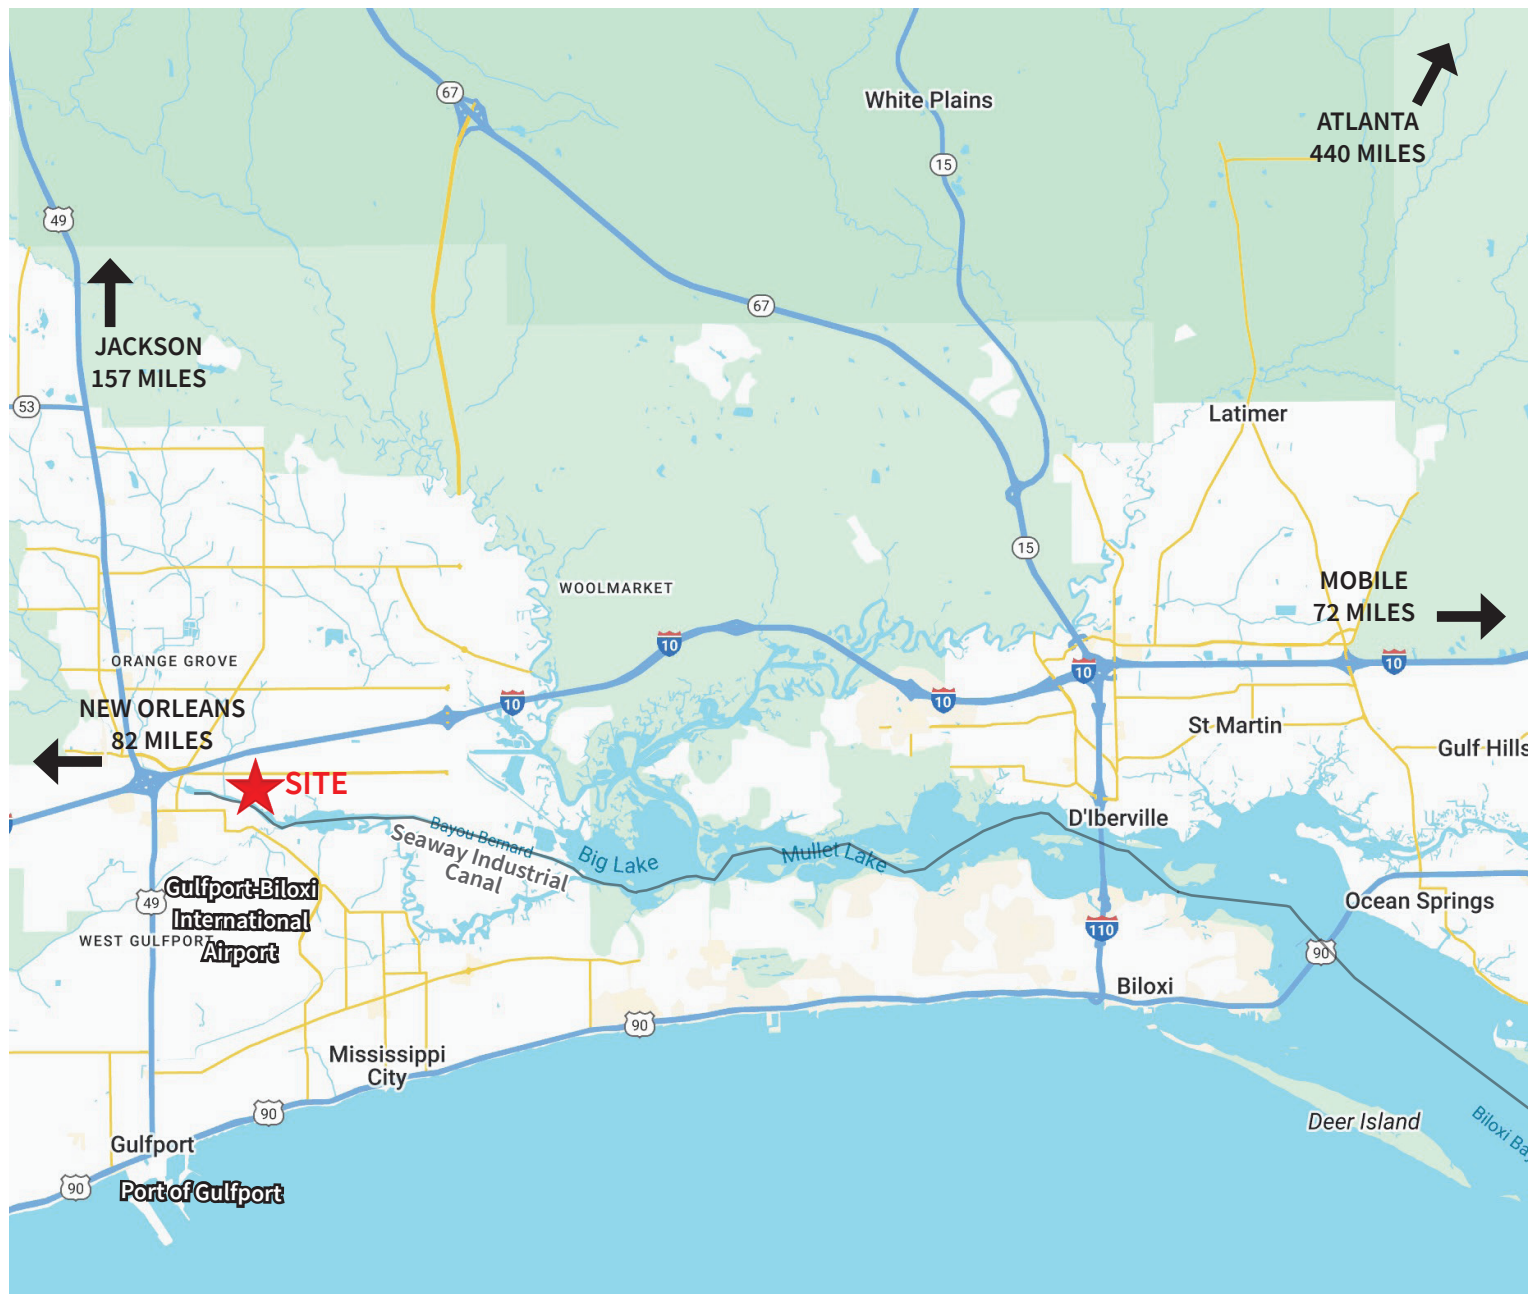 67
White Plains
ATLANTA
440 MILES
15
49
67
JACKSON
157 MILES
53
Latimer
15
WOOLMARKET
MOBILE
72 MILES
10
ORANGE GROVE
10
10
10
10
NEW ORLEANS
82 MILES
St Martin
Gulf Hills
SITE
D'Iberville
Bayou Bernard
Seaway Industrial
Canal
Big Lake
Mullet Lake
49
Gulfport-Biloxi
International
Airport
WEST GULFPORT
Ocean Springs
110
90
Biloxi
90
Mississippi
City
90
Deer Island
Biloxi Bay
Gulfport
90
Port of Gulfport